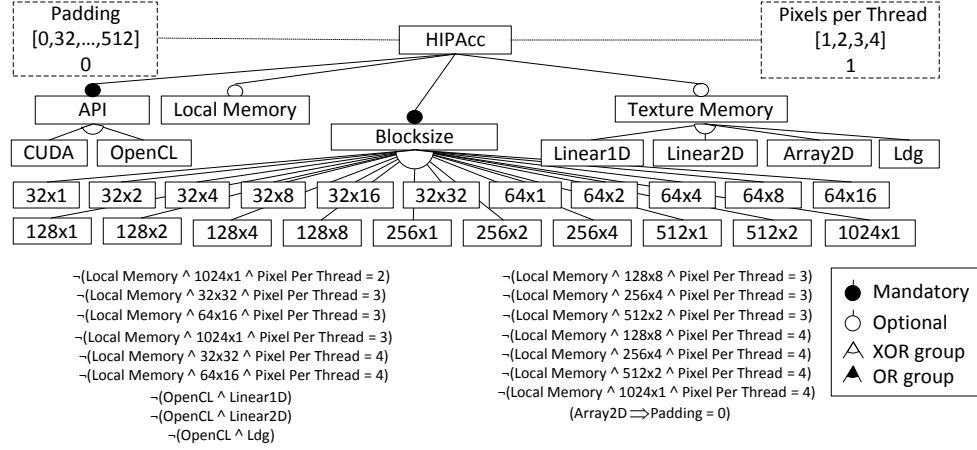 Padding
[0,32,...,512]
0
HIPAcc
Pixels per Thread
[1,2,3,4]
1
API
Local Memory
Blocksize
Texture Memory
CUDA
OpenCL
Linear1D
Linear2D
Array2D
Ldg
32x1 32x2 32x4 32x8 32x16 32x32 64x1 64x2 64x4 64x8 64x16
128x1 128x2 128x4 128x8 256x1 256x2 256x4 512x1 512x2 1024x1
¬(Local Memory ^ 1024x1 ^ Pixel Per Thread = 2)
¬(Local Memory ^ 32x32 ^ Pixel Per Thread = 3)
¬(Local Memory ^ 64x16 ^ Pixel Per Thread = 3)
¬(Local Memory ^ 1024x1 ^ Pixel Per Thread = 3)
¬(Local Memory ^ 32x32 ^ Pixel Per Thread = 4)
¬(Local Memory ^ 64x16 ^ Pixel Per Thread = 4)
¬(OpenCL ^ Linear1D)
¬(OpenCL ^ Linear2D)
¬(OpenCL ^ Ldg)
¬(Local Memory ^ 128x8 ^ Pixel Per Thread = 3)
¬(Local Memory ^ 256x4 ^ Pixel Per Thread = 3)
¬(Local Memory ^ 512x2 ^ Pixel Per Thread = 3)
¬(Local Memory ^ 128x8 ^ Pixel Per Thread = 4)
¬(Local Memory ^ 256x4 ^ Pixel Per Thread = 4)
¬(Local Memory ^ 512x2 ^ Pixel Per Thread = 4)
¬(Local Memory ^ 1024x1 ^ Pixel Per Thread = 4)
(Array2D ⟹ Padding = 0)
Mandatory
Optional
XOR group
OR group